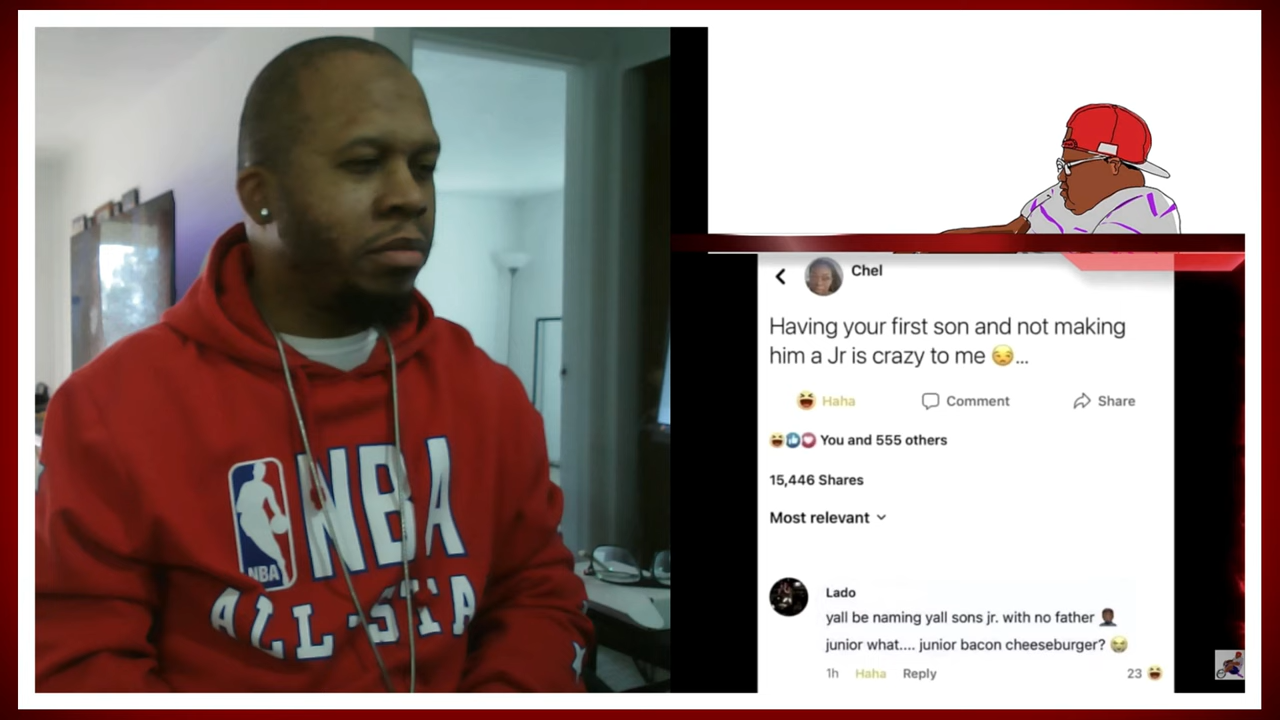 NBA
NBA
ALL-STA
Chel
Having your first son and not making
him a Jr is crazy to me 😒...
Haha
Comment
Share
You and 555 others
15,446 Shares
Most relevant
Lado
yall be naming yall sons jr. with no father 🤦🏿‍♂️
junior what.... junior bacon cheeseburger? 😭
1h Haha Reply 23